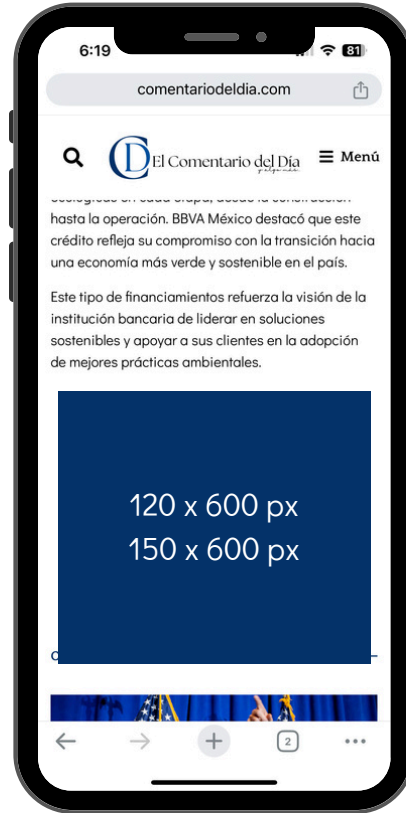 6:19
81
comentariodeldia.com
CD El Comentario del Día
Menú
hasta la operación. BBVA México destacó que este
crédito refleja su compromiso con la transición hacia
una economía más verde y sostenible en el país.
Este tipo de financiamientos refuerza la visión de la
institución bancaria de liderar en soluciones
sostenibles y apoyar a sus clientes en la adopción
de mejores prácticas ambientales.
120 x 600 px
150 x 600 px
2